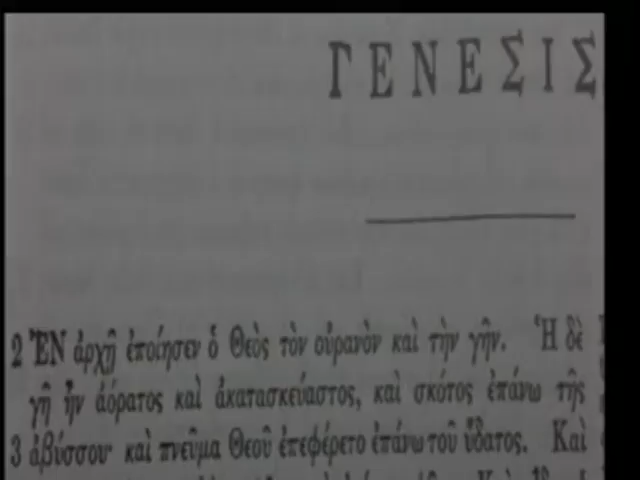 ΓΕΝΕΣΙΣ
2 ἘΝ ἀρχῇ ἐποίησεν ὁ Θεὸς τὸν οὐρανὸν καὶ τὴν γῆν. Ἡ δὲ
γῆ ἦν ἀόρατος καὶ ἀκατασκεύαστος, καὶ σκότος ἐπάνω τῆς
3 ἀβύσσου· καὶ πνεῦμα Θεοῦ ἐπεφέρετο ἐπάνω τοῦ ὕδατος. Καὶ